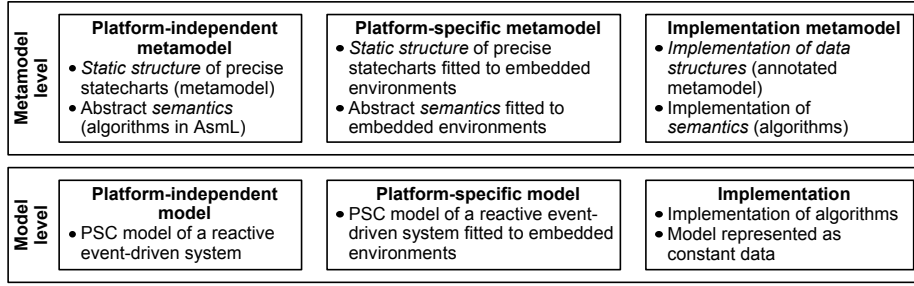 Metamodel level
Platform-independent
metamodel
• Static structure of precise
statecharts (metamodel)
• Abstract semantics
(algorithms in AsmL)
Platform-specific metamodel
• Static structure of precise
statecharts fitted to embedded
environments
• Abstract semantics fitted to
embedded environments
Implementation metamodel
• Implementation of data
structures (annotated
metamodel)
• Implementation of
semantics (algorithms)
Model level
Platform-independent
model
• PSC model of a reactive
event-driven system
Platform-specific model
• PSC model of a reactive event-
driven system fitted to embedded
environments
Implementation
• Implementation of algorithms
• Model represented as
constant data